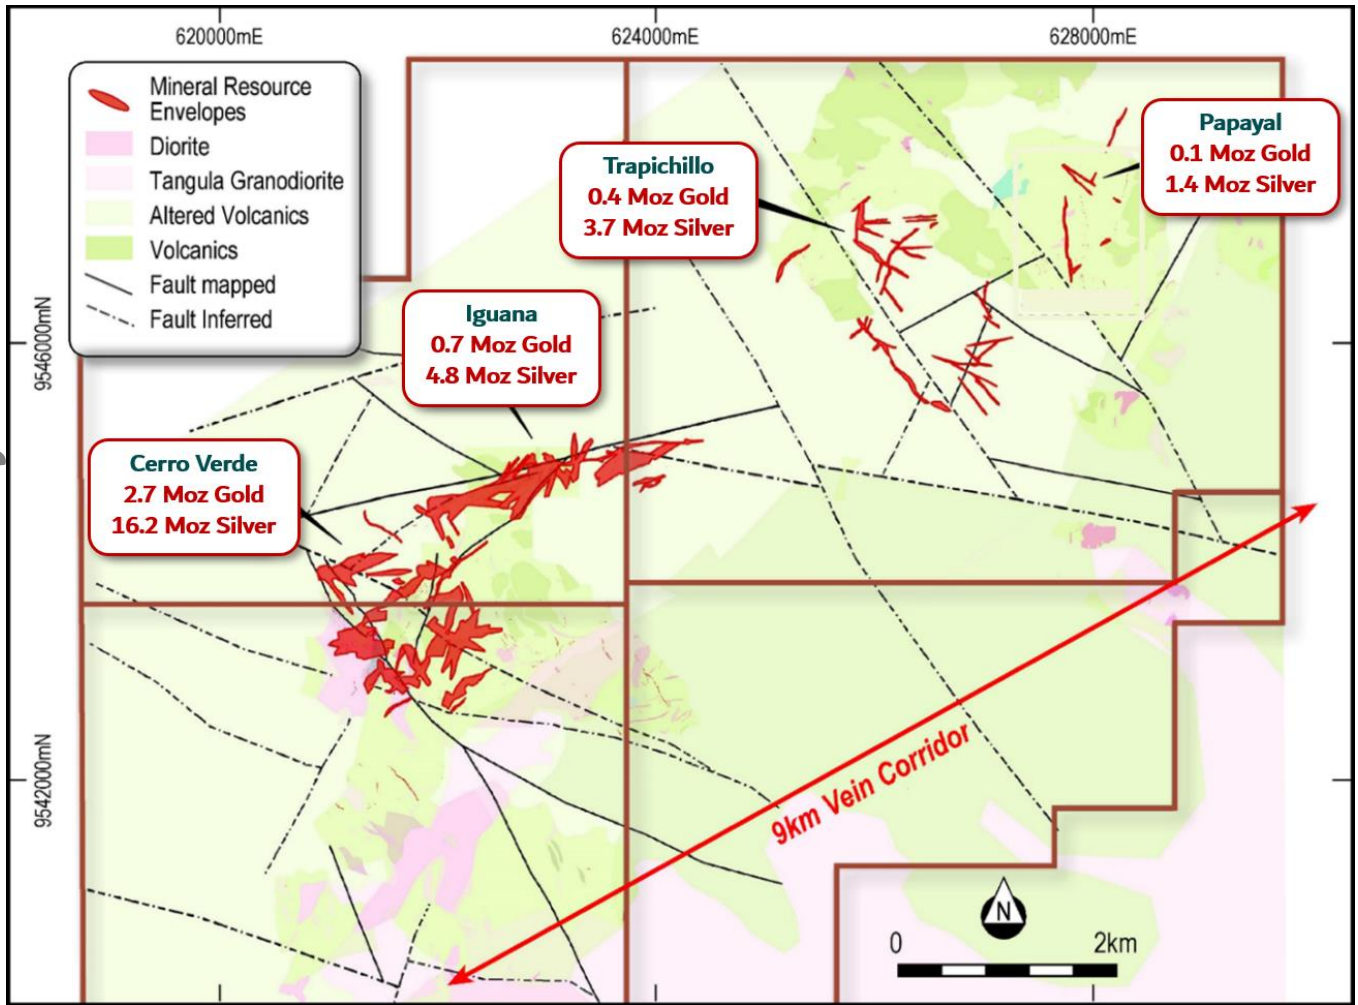 620000mE
624000mE
628000mE
Mineral Resource
Envelopes
Diorite
Tangula Granodiorite
Altered Volcanics
Volcanics
Fault mapped
Fault Inferred
Papayal
0.1 Moz Gold
1.4 Moz Silver
Trapichillo
0.4 Moz Gold
3.7 Moz Silver
9546000mN
Iguana
0.7 Moz Gold
4.8 Moz Silver
Cerro Verde
2.7 Moz Gold
16.2 Moz Silver
9542000mN
9km Vein Corridor
N
0
2km